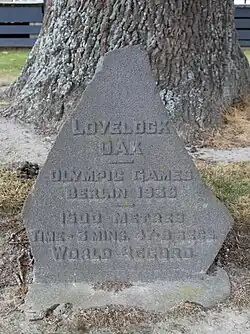 LOVELOCK
OAK
OLYMPIC GAMES
BERLIN 1936
1500 METRES
TIME - 3 MINS. 47.8 SECS
WORLD RECORD